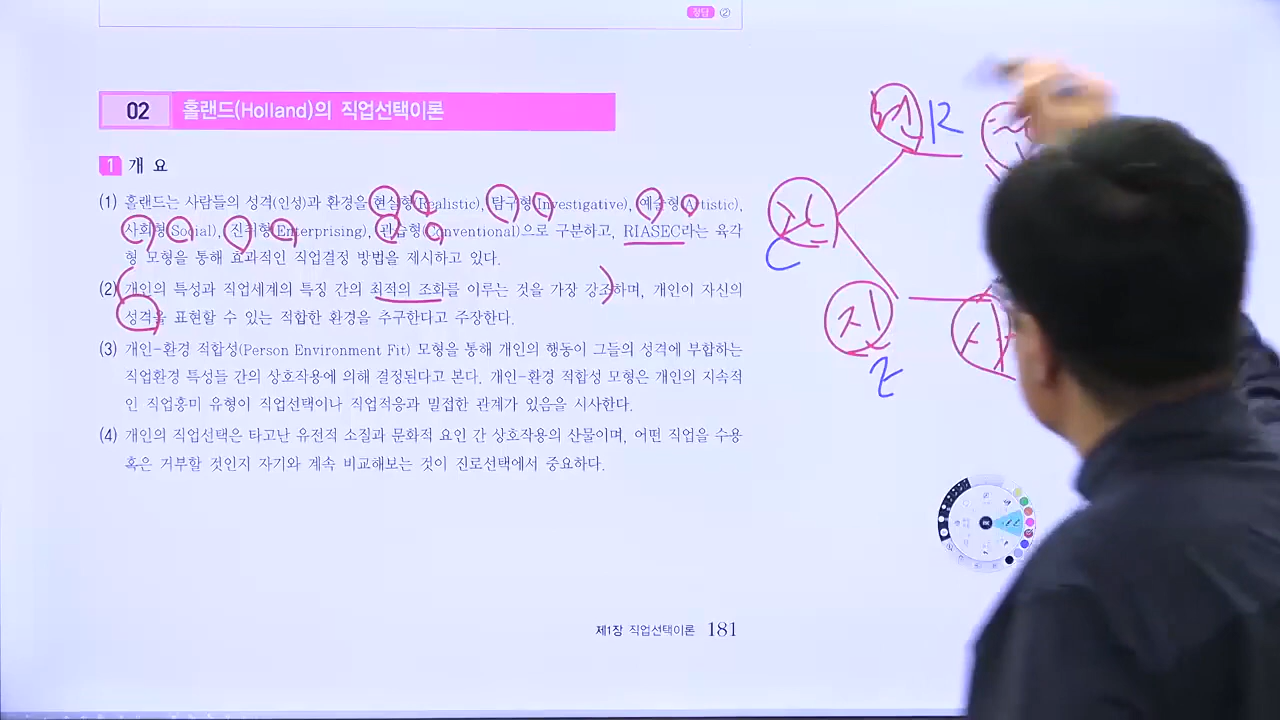 정답 ②
02 홀랜드(Holland)의 직업선택이론
1 개 요
(1) 홀랜드는 사람들의 성격(인성)과 환경을 현실형(Realistic), 탐구형(Investigative), 예술형(Artistic),
사회형(Social), 진취형(Enterprising), 관습형(Conventional)으로 구분하고, RIASEC라는 육각
형 모형을 통해 효과적인 직업결정 방법을 제시하고 있다.
(2) 개인의 특성과 직업세계의 특징 간의 최적의 조화를 이루는 것을 가장 강조하며, 개인이 자신의
성격을 표현할 수 있는 적합한 환경을 추구한다고 주장한다.
(3) 개인-환경 적합성(Person Environment Fit) 모형을 통해 개인의 행동이 그들의 성격에 부합하는
직업환경 특성들 간의 상호작용에 의해 결정된다고 본다. 개인-환경 적합성 모형은 개인의 지속적
인 직업흥미 유형이 직업선택이나 직업적응과 밀접한 관계가 있음을 시사한다.
(4) 개인의 직업선택은 타고난 유전적 소질과 문화적 요인 간 상호작용의 산물이며, 어떤 직업을 수용
혹은 거부할 것인지 자기와 계속 비교해보는 것이 진로선택에서 중요하다.
제1장 직업선택이론 181
현 R
C
진
E